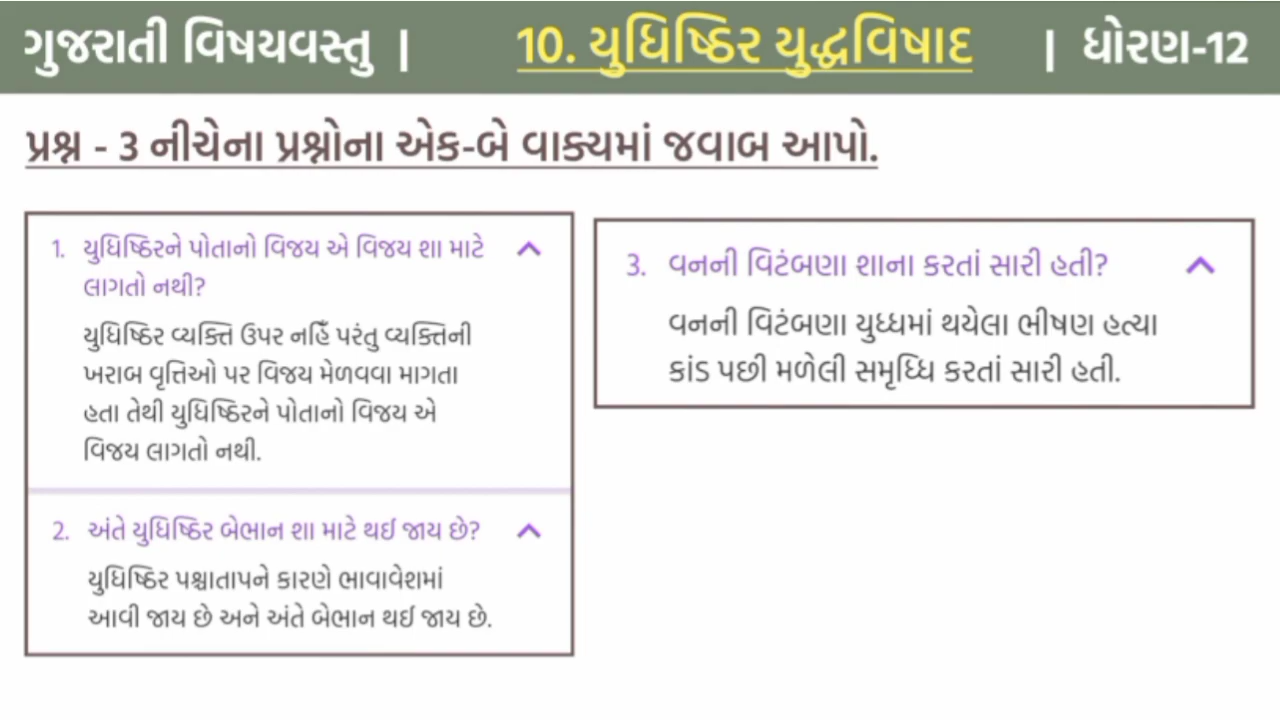 ગુજરાતી વિષયવસ્તુ | 10. યુધિષ્ઠિર યુદ્ધવિષાદ | ધોરણ-12
પ્રશ્ન - 3 નીચેના પ્રશ્નોના એક-બે વાક્યમાં જવાબ આપો.
1. યુધિષ્ઠિરને પોતાનો વિજય એ વિજય શા માટે
લાગતો નથી?
યુધિષ્ઠિર વ્યક્તિ ઉપર નહિઁ પરંતુ વ્યક્તિની
ખરાબ વૃત્તિઓ પર વિજય મેળવવા માગતા
હતા તેથી યુધિષ્ઠિરને પોતાનો વિજય એ
વિજય લાગતો નથી.
2. અંતે યુધિષ્ઠિર બેભાન શા માટે થઈ જાય છે?
યુધિષ્ઠિર પશ્ચાતાપને કારણે ભાવાવેશમાં
આવી જાય છે અને અંતે બેભાન થઈ જાય છે.
3. વનની વિટંબણા શાના કરતાં સારી હતી?
વનની વિટંબણા યુધ્ધમાં થયેલા ભીષણ હત્યા
કાંડ પછી મળેલી સમૃધ્ધિ કરતાં સારી હતી.